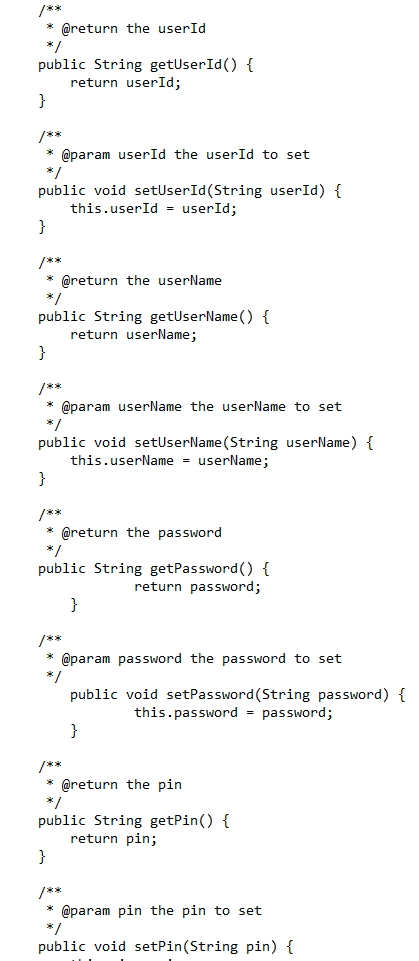 /**
 * @return the userId
 */
public String getUserId() {
    return userId;
}

/**
 * @param userId the userId to set
 */
public void setUserId(String userId) {
    this.userId = userId;
}

/**
 * @return the userName
 */
public String getUserName() {
    return userName;
}

/**
 * @param userName the userName to set
 */
public void setUserName(String userName) {
    this.userName = userName;
}

/**
 * @return the password
 */
public String getPassword() {
            return password;
    }

/**
 * @param password the password to set
 */
    public void setPassword(String password) {
            this.password = password;
    }

/**
 * @return the pin
 */
public String getPin() {
    return pin;
}

/**
 * @param pin the pin to set
 */
public void setPin(String pin) {